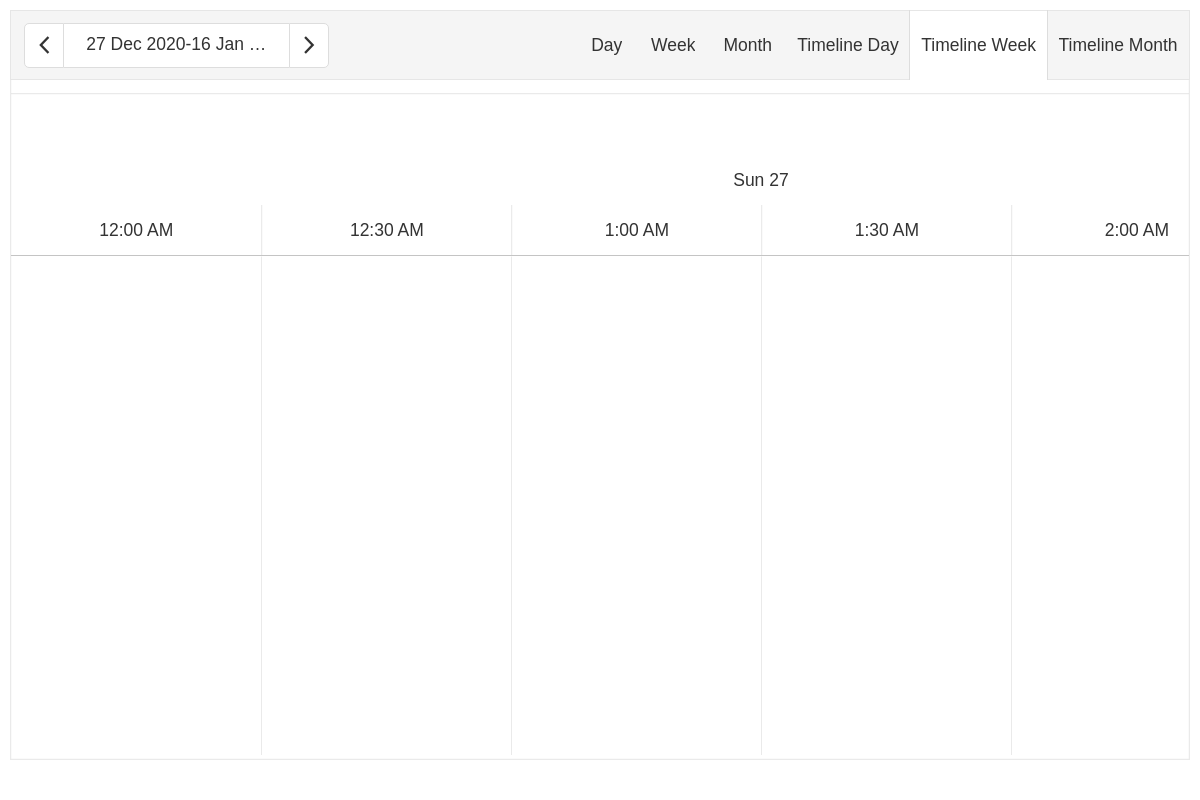 27 Dec 2020-16 Jan ...
Day
Week
Month
Timeline Day
Timeline Week
Timeline Month
Sun 27
12:00 AM
12:30 AM
1:00 AM
1:30 AM
2:00 AM